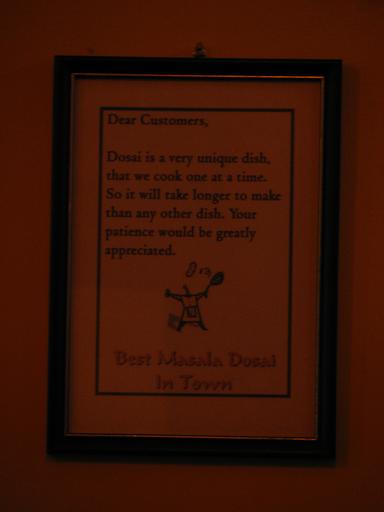 Dear Customers,
Dosai is a very unique dish,
that we cook one at a time.
So it will take longer to make
than any other dish. Your
patience would be greatly
appreciated.
Best Masala Dosai
In Town